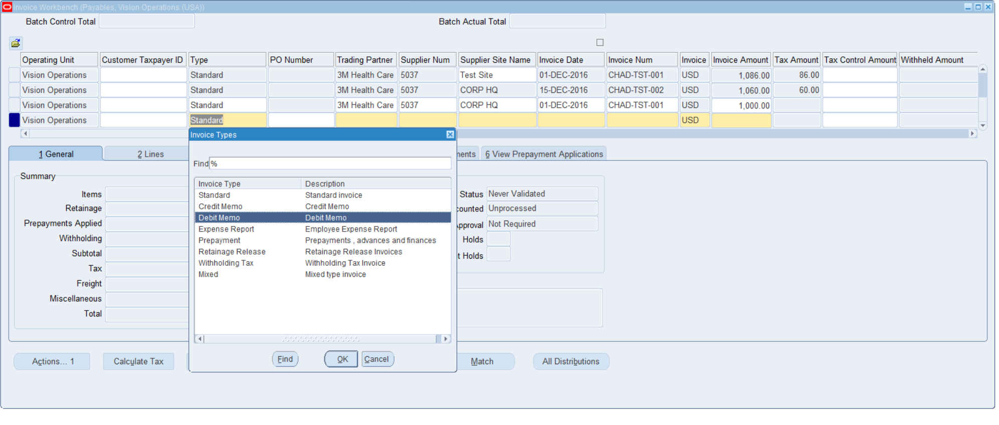 Invoice Workbench (Payables, Vision Operations (USA))
Batch Control Total Batch Actual Total
Operating Unit Customer Taxpayer ID Type PO Number Trading Partner Supplier Num Supplier Site Name Invoice Date Invoice Num Invoice Invoice Amount Tax Amount Tax Control Amount Withheld Amount
Vision Operations Standard 3M Health Care 5037 Test Site 01-DEC-2016 CHAD-TST-001 USD 1,086.00 86.00
Vision Operations Standard 3M Health Care 5037 CORP HQ 15-DEC-2016 CHAD-TST-002 USD 1,060.00 60.00
Vision Operations Standard 3M Health Care 5037 CORP HQ 01-DEC-2016 CHAD-TST-001 USD 1,000.00
Vision Operations Standard USD
1 General 2 Lines ments 6 View Prepayment Applications
Summary
Items
Retainage
Prepayments Applied
Withholding
Subtotal
Tax
Freight
Miscellaneous
Total
Invoice Types
Find %
Invoice Type Description
Standard Standard invoice
Credit Memo Credit Memo
Debit Memo Debit Memo
Expense Report Employee Expense Report
Prepayment Prepayments , advances and finances
Retainage Release Retainage Release Invoices
Withholding Tax Withholding Tax Invoice
Mixed Mixed type invoice
Find OK Cancel
Status Never Validated
counted Unprocessed
Approval Not Required
Holds
t Holds
Actions... 1 Calculate Tax Match All Distributions